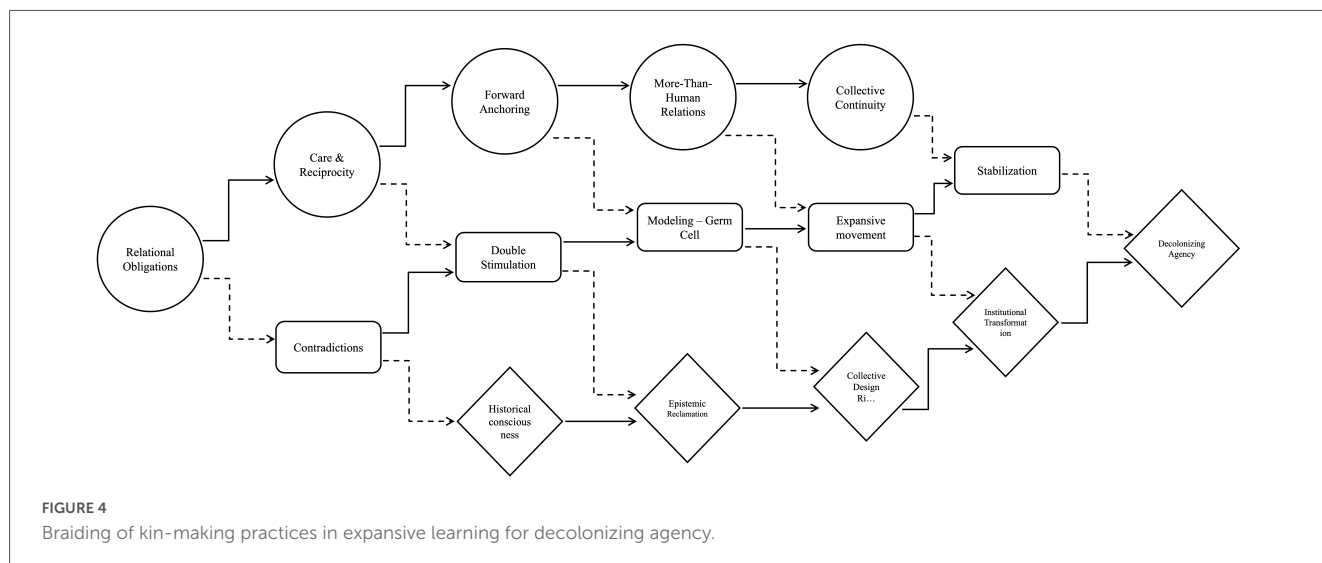 Forward
Anchoring
More-Than-
Human
Relations
Collective
Continuity
Care &
Reciprocity
Stabilization
Relational
Obligations
Double
Stimulation
Modeling – Germ
Cell
Expansive
movement
Decolonizing
Agency
Contradictions
Institutional
Transformat
ion
Historical
conscious
ness
Epistemic
Reclamation
Collective
Design
Ri...
FIGURE 4
Braiding of kin-making practices in expansive learning for decolonizing agency.